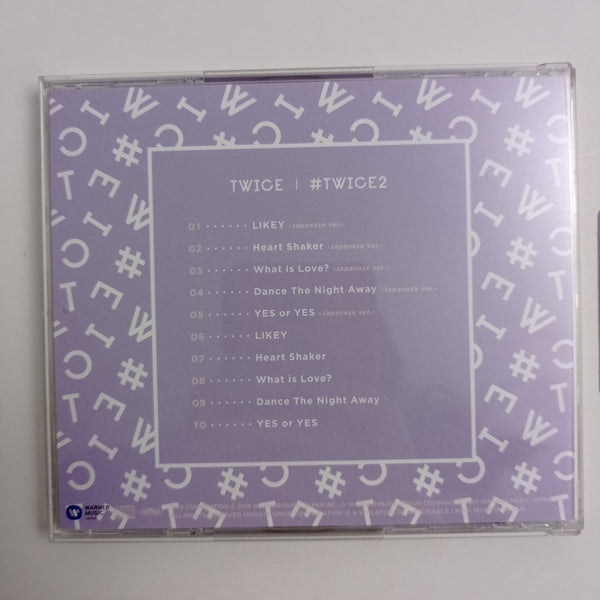 TWICE | #TWICE2
01 ······ LIKEY -Japanese ver.-
02 ······ Heart Shaker -Japanese ver.-
03 ······ What is Love? -Japanese ver.-
04 ······ Dance The Night Away -Japanese ver.-
05 ······ YES or YES -Japanese ver.-
06 ······ LIKEY
07 ······ Heart Shaker
08 ······ What is Love?
09 ······ Dance The Night Away
10 ······ YES or YES
WARNER MUSIC